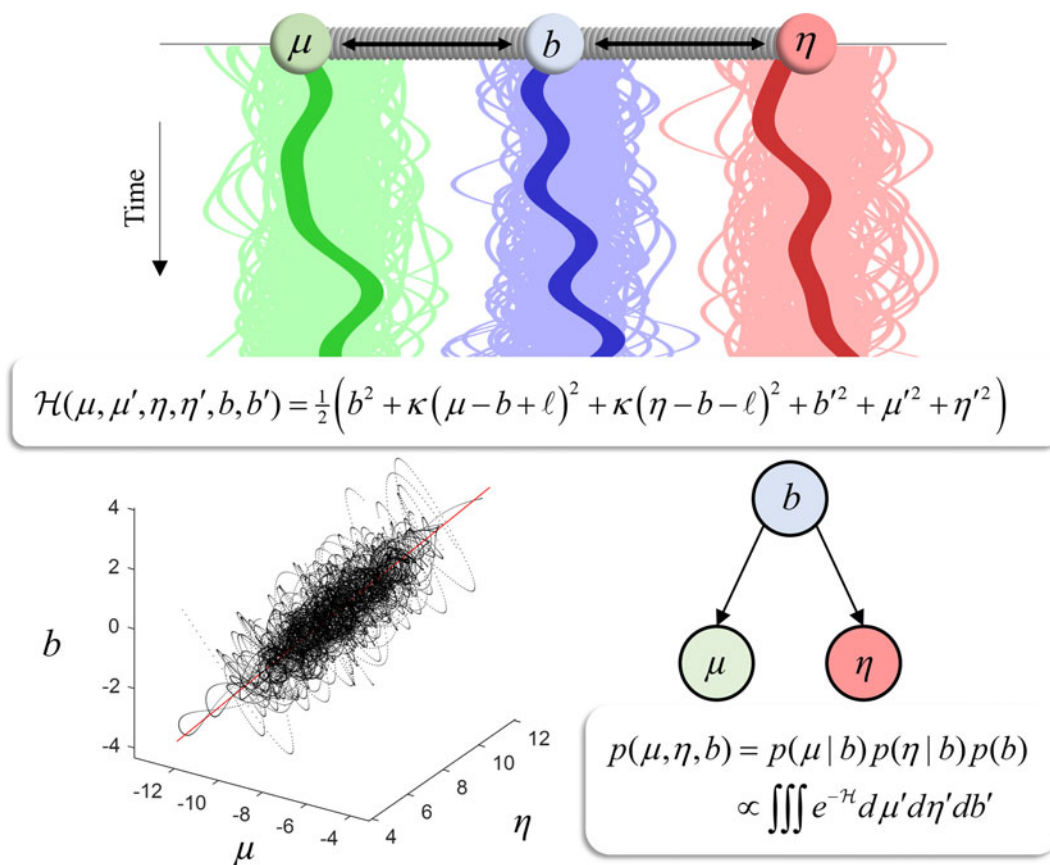 μ b η
Time
ℋ(μ, μ′, η, η′, b, b′) = ½(b² + κ(μ − b + ℓ)² + κ(η − b − ℓ)² + b′² + μ′² + η′²)
4
2
0
-2
-4
b
-12 -10 -8 -6 -4
μ
4 6 8 10 12
η
b
μ η
p(μ, η, b) = p(μ | b) p(η | b) p(b)
∝ ∭ e^{−ℋ} dμ′dη′db′